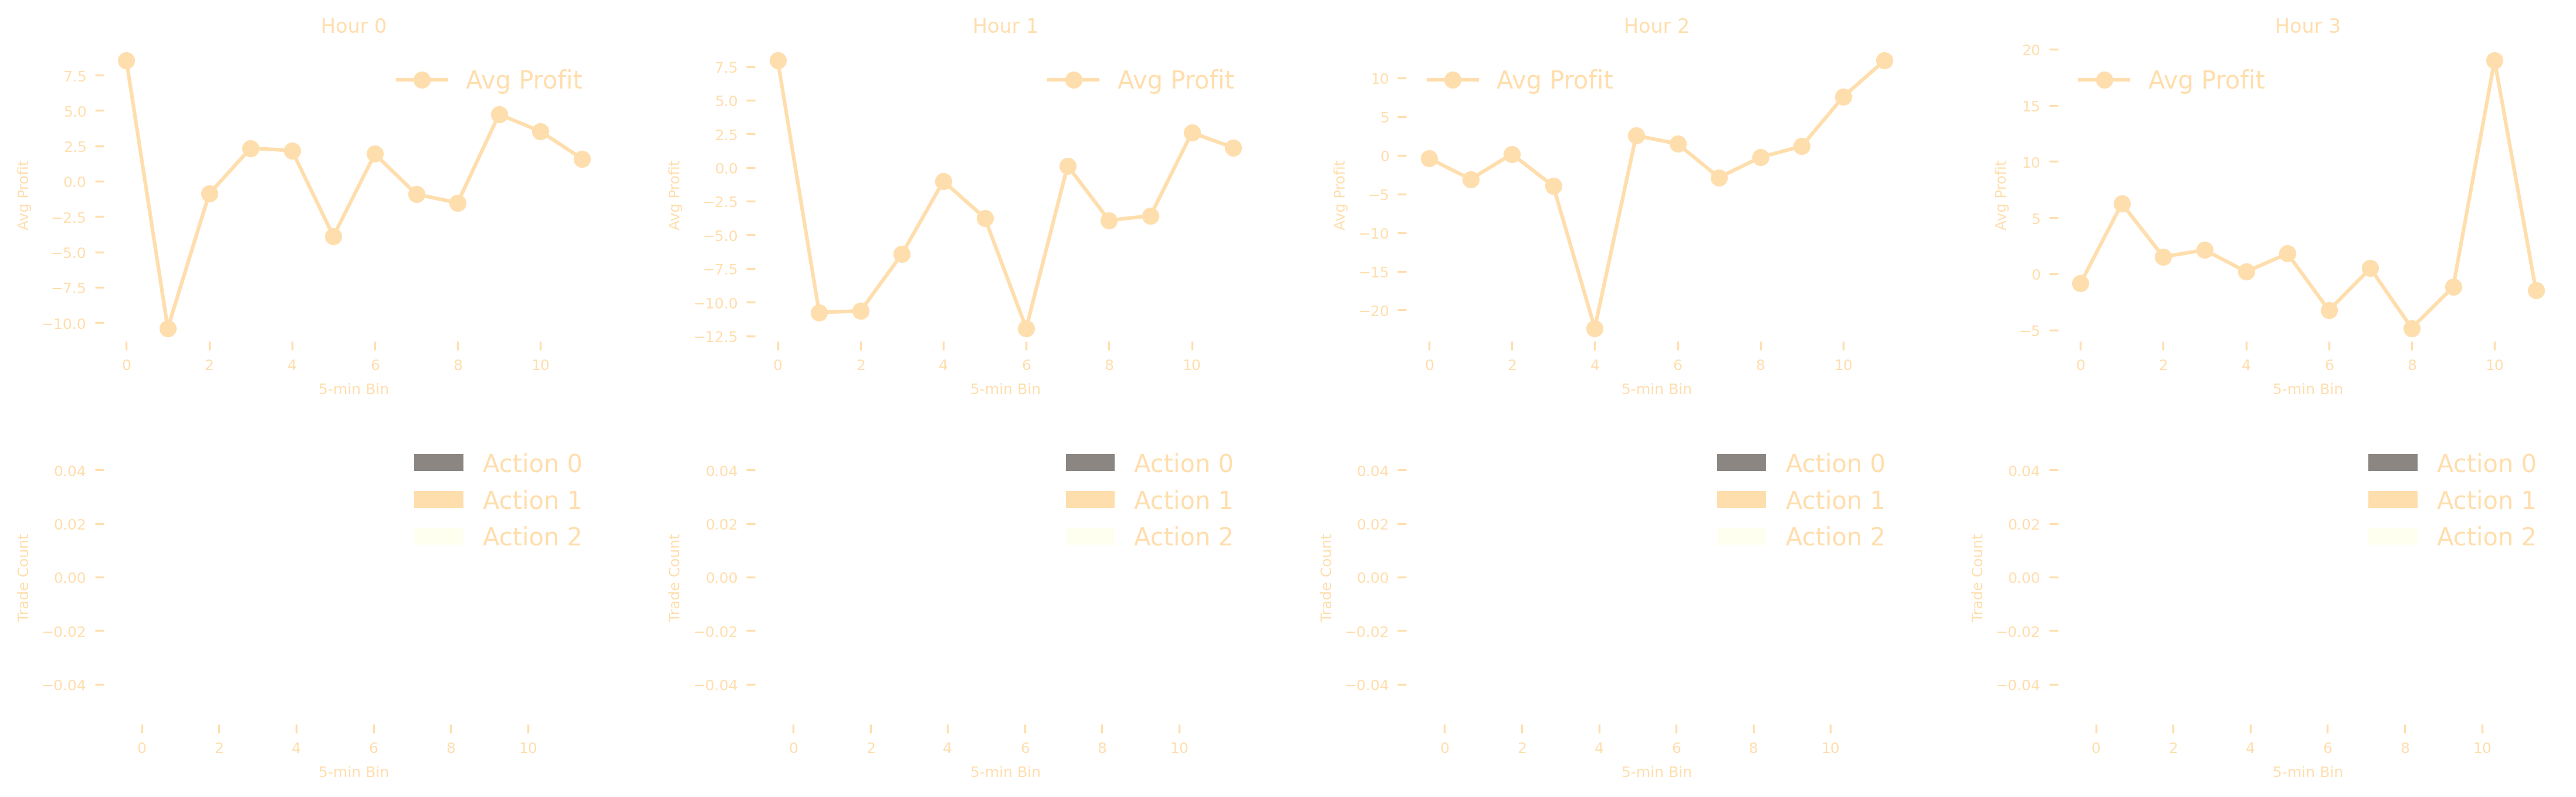 Hour 0
Avg Profit
7.5
5.0
2.5
0.0
−2.5
−5.0
−7.5
−10.0
Avg Profit
0 2 4 6 8 10
5-min Bin
Hour 1
Avg Profit
7.5
5.0
2.5
0.0
−2.5
−5.0
−7.5
−10.0
−12.5
Avg Profit
0 2 4 6 8 10
5-min Bin
Hour 2
Avg Profit
10
5
0
−5
−10
−15
−20
Avg Profit
0 2 4 6 8 10
5-min Bin
Hour 3
20
Avg Profit
15
10
5
0
−5
Avg Profit
0 2 4 6 8 10
5-min Bin
Action 0
Action 1
Action 2
0.04
0.02
0.00
−0.02
−0.04
Trade Count
0 2 4 6 8 10
5-min Bin
Action 0
Action 1
Action 2
0.04
0.02
0.00
−0.02
−0.04
Trade Count
0 2 4 6 8 10
5-min Bin
Action 0
Action 1
Action 2
0.04
0.02
0.00
−0.02
−0.04
Trade Count
0 2 4 6 8 10
5-min Bin
Action 0
Action 1
Action 2
0.04
0.02
0.00
−0.02
−0.04
Trade Count
0 2 4 6 8 10
5-min Bin